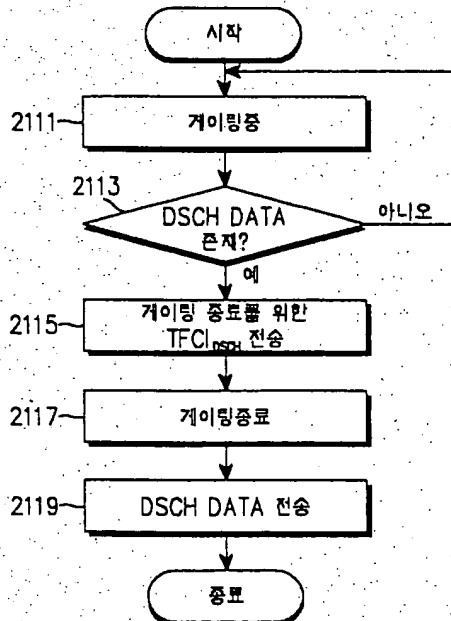 시작
2111
게이팅중
2113
DSCH DATA
존재?
아니오
예
2115
게이팅 종료를 위한
TFCI_DSCH 전송
2117
게이팅종료
2119
DSCH DATA 전송
종료